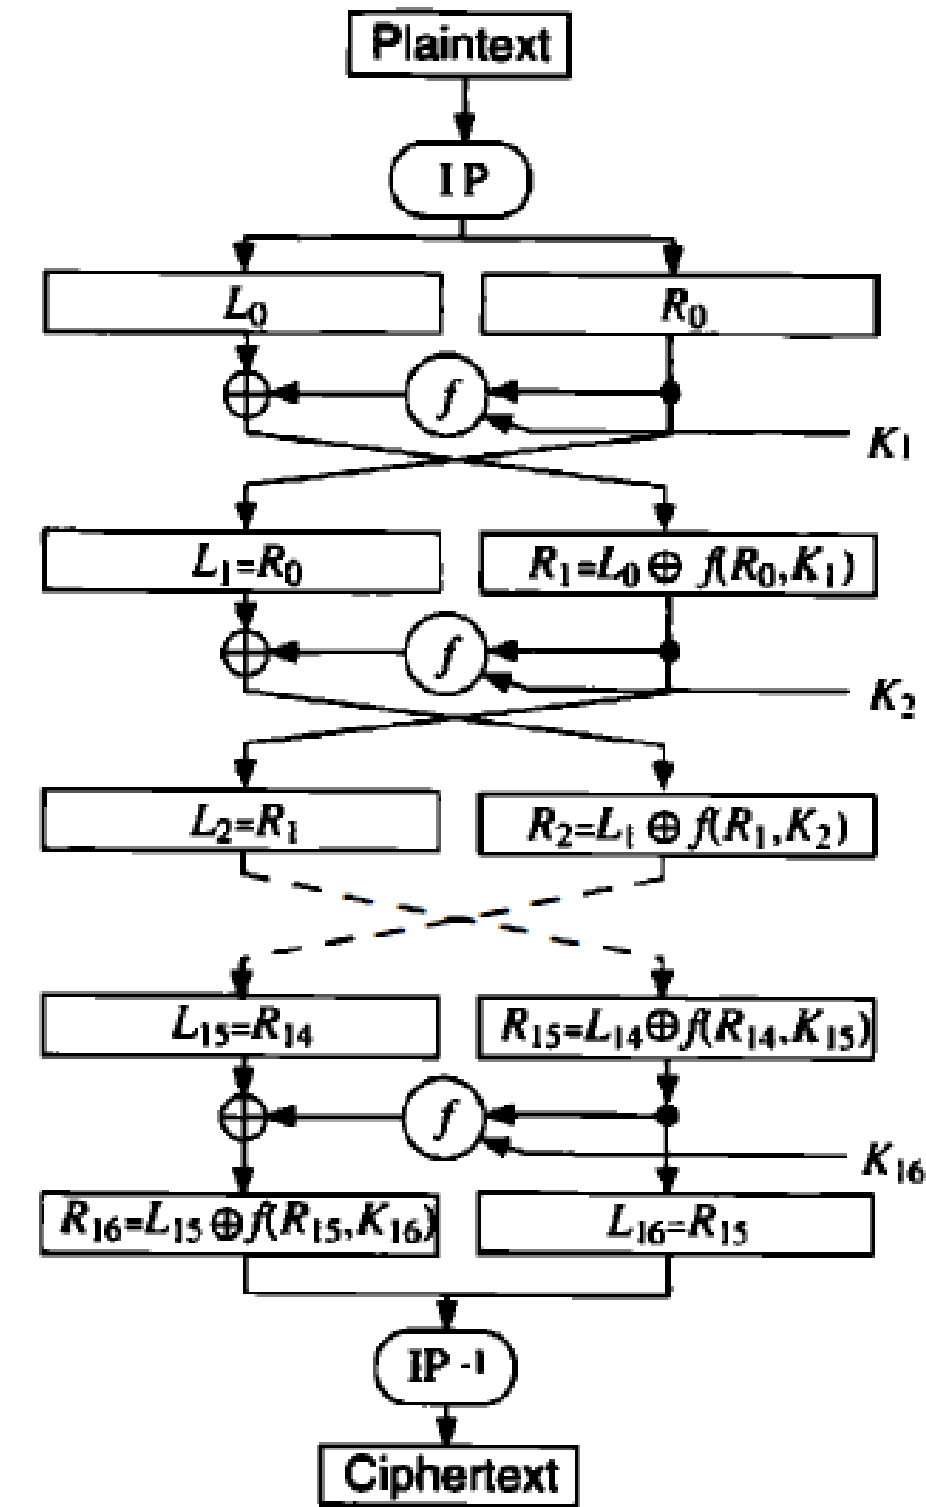 Plaintext
IP
L₀
R₀
f
K₁
L₁=R₀
R₁=L₀ ⊕ f(R₀,K₁)
f
K₂
L₂=R₁
R₂=L₁ ⊕ f(R₁,K₂)
L₁₅=R₁₄
R₁₅=L₁₄⊕f(R₁₄,K₁₅)
f
K₁₆
R₁₆=L₁₅⊕f(R₁₅,K₁₆)
L₁₆=R₁₅
IP⁻¹
Ciphertext